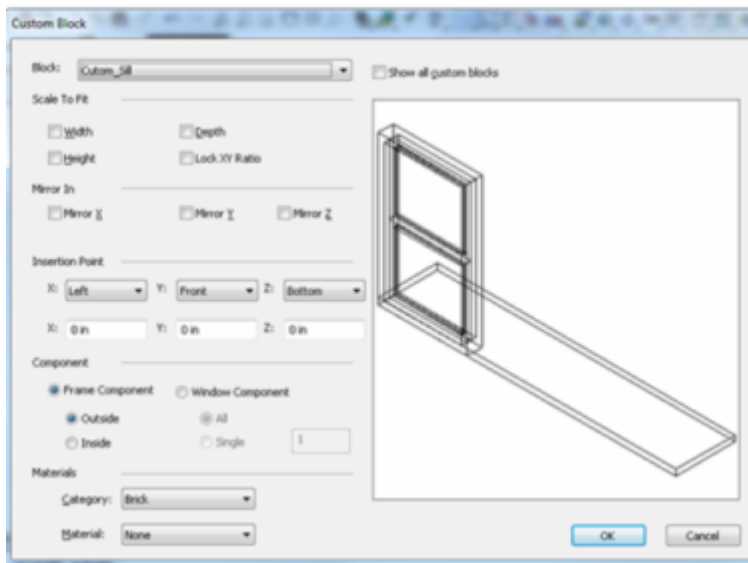 Custom Block
Block: Cutom_Sill
Show all custom blocks
Scale To Fit
Width Depth
Height Lock XY Ratio
Mirror In
Mirror X Mirror Y Mirror Z
Insertion Point
X: Left Y: Front Z: Bottom
X: 0 in Y: 0 in Z: 0 in
Component
Frame Component Window Component
Outside All
Inside Single 1
Materials
Category: Brick
Material: None
OK Cancel